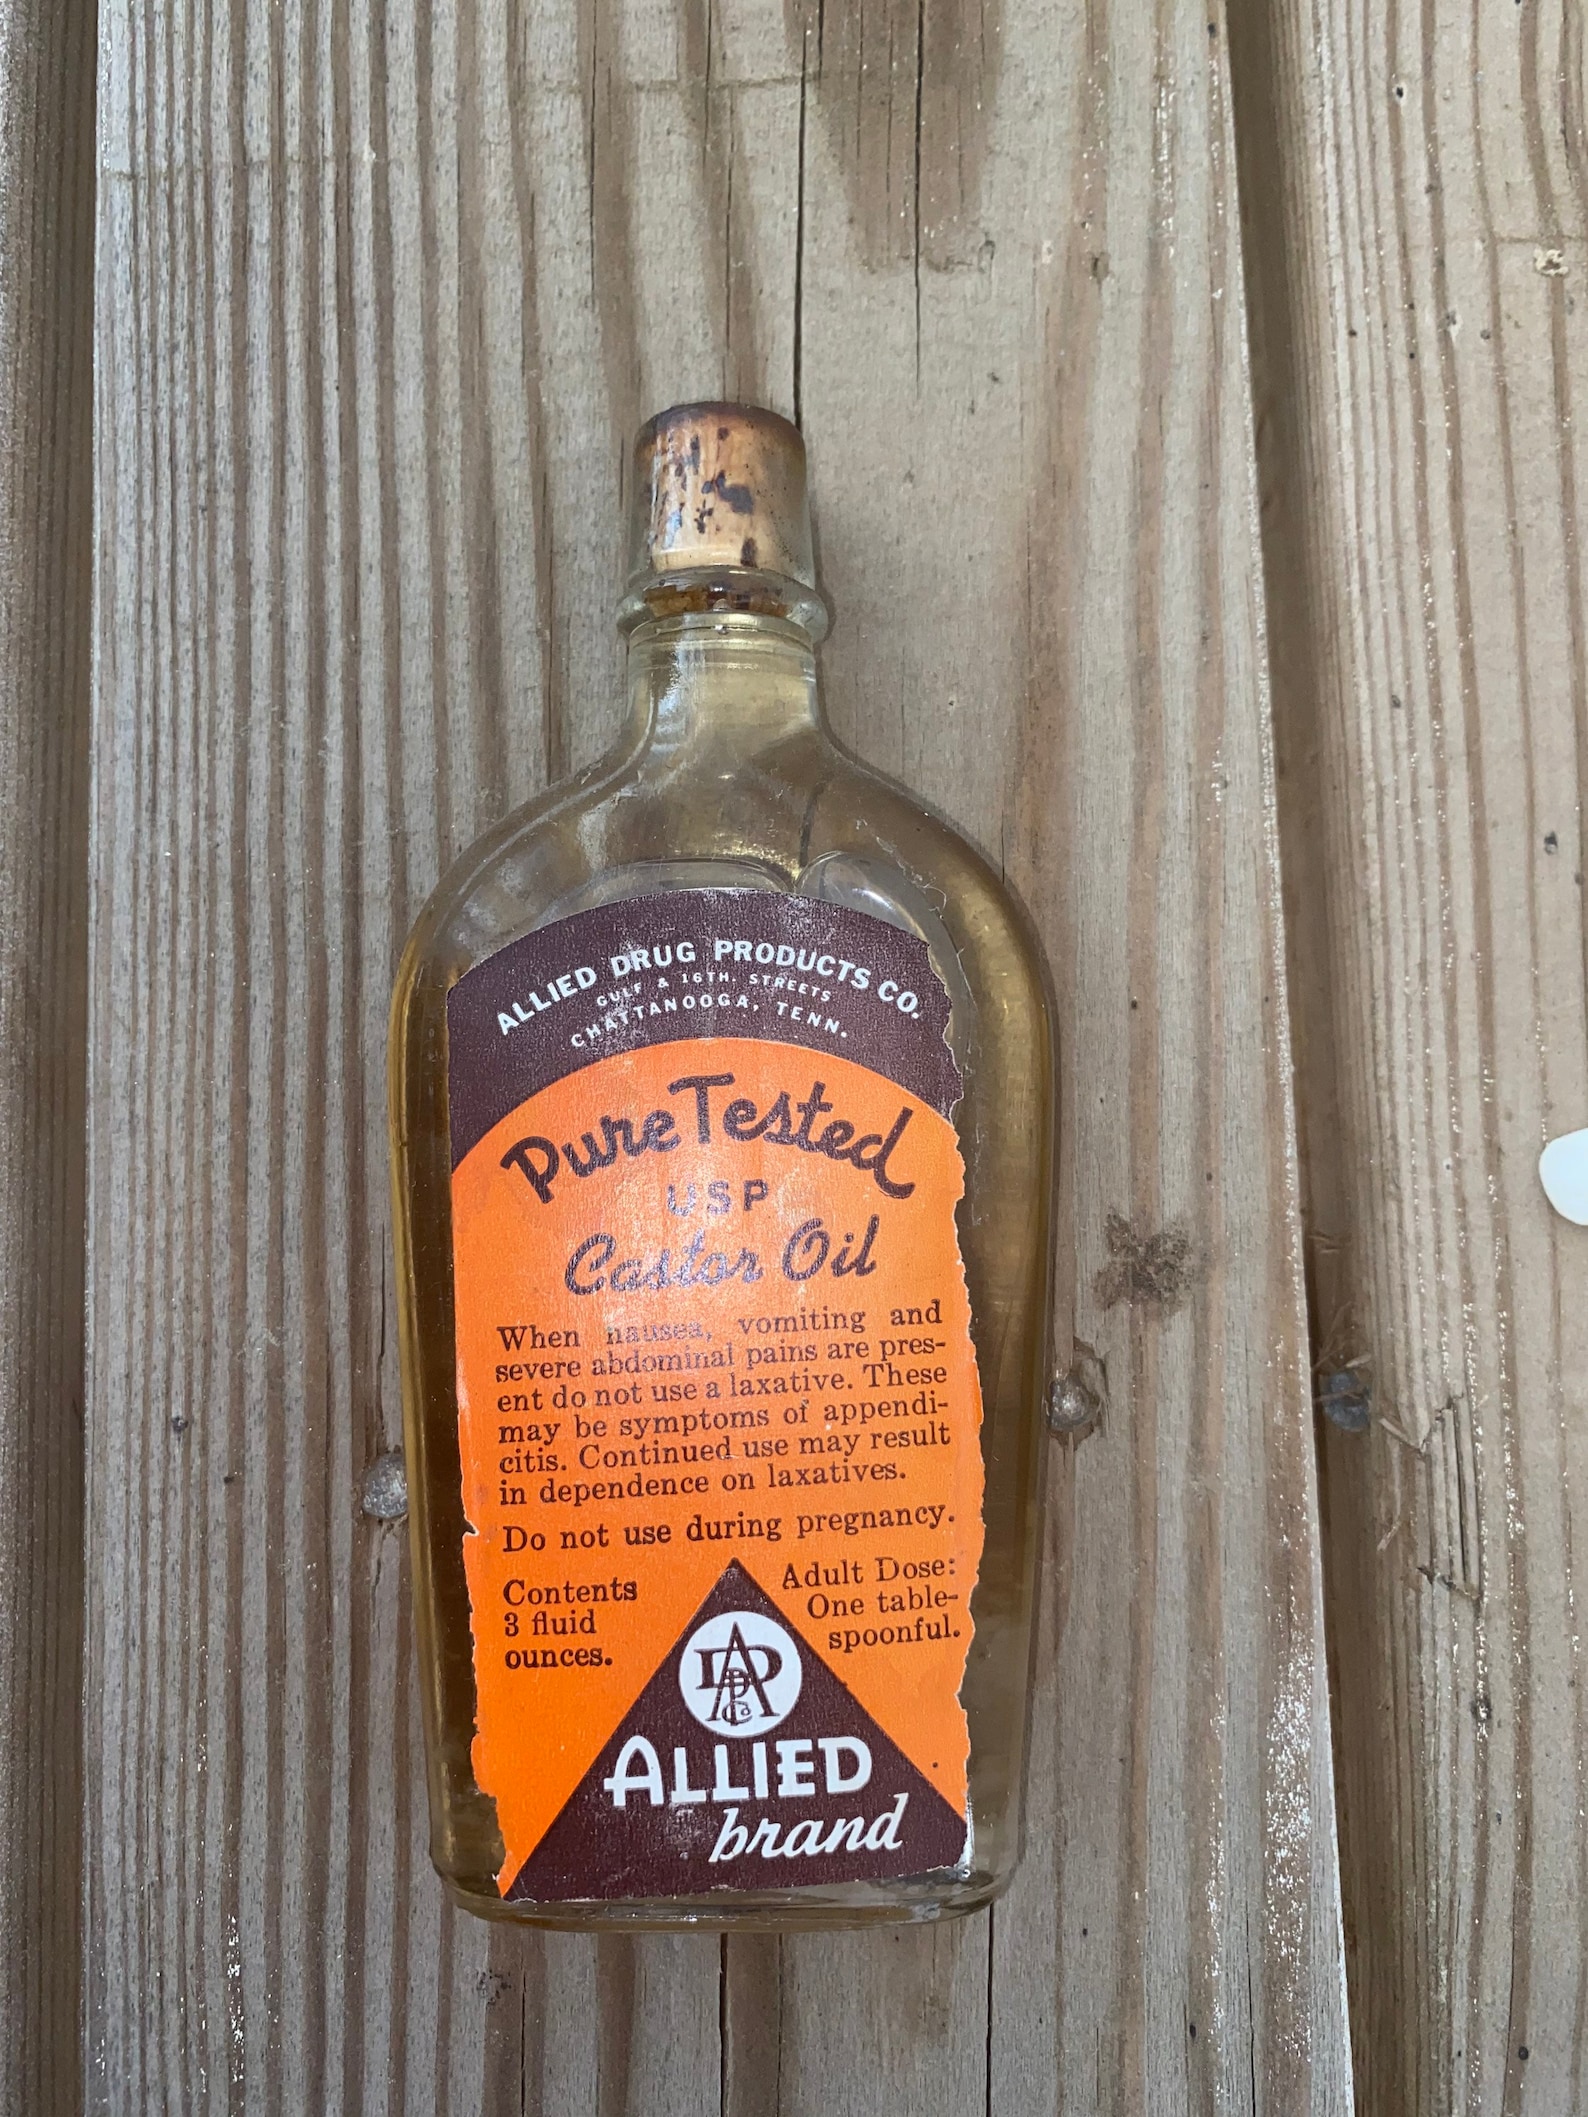 ALLIED DRUG PRODUCTS CO.
GULF & 16TH. STREETS
CHATTANOOGA, TENN.
Pure Tested
USP
Castor Oil
When nausea, vomiting and
severe abdominal pains are pres-
ent do not use a laxative. These
may be symptoms of appendi-
citis. Continued use may result
in dependence on laxatives.
Do not use during pregnancy.
Contents
3 fluid
ounces.
Adult Dose:
One table-
spoonful.
ADPCo
ALLIED
brand